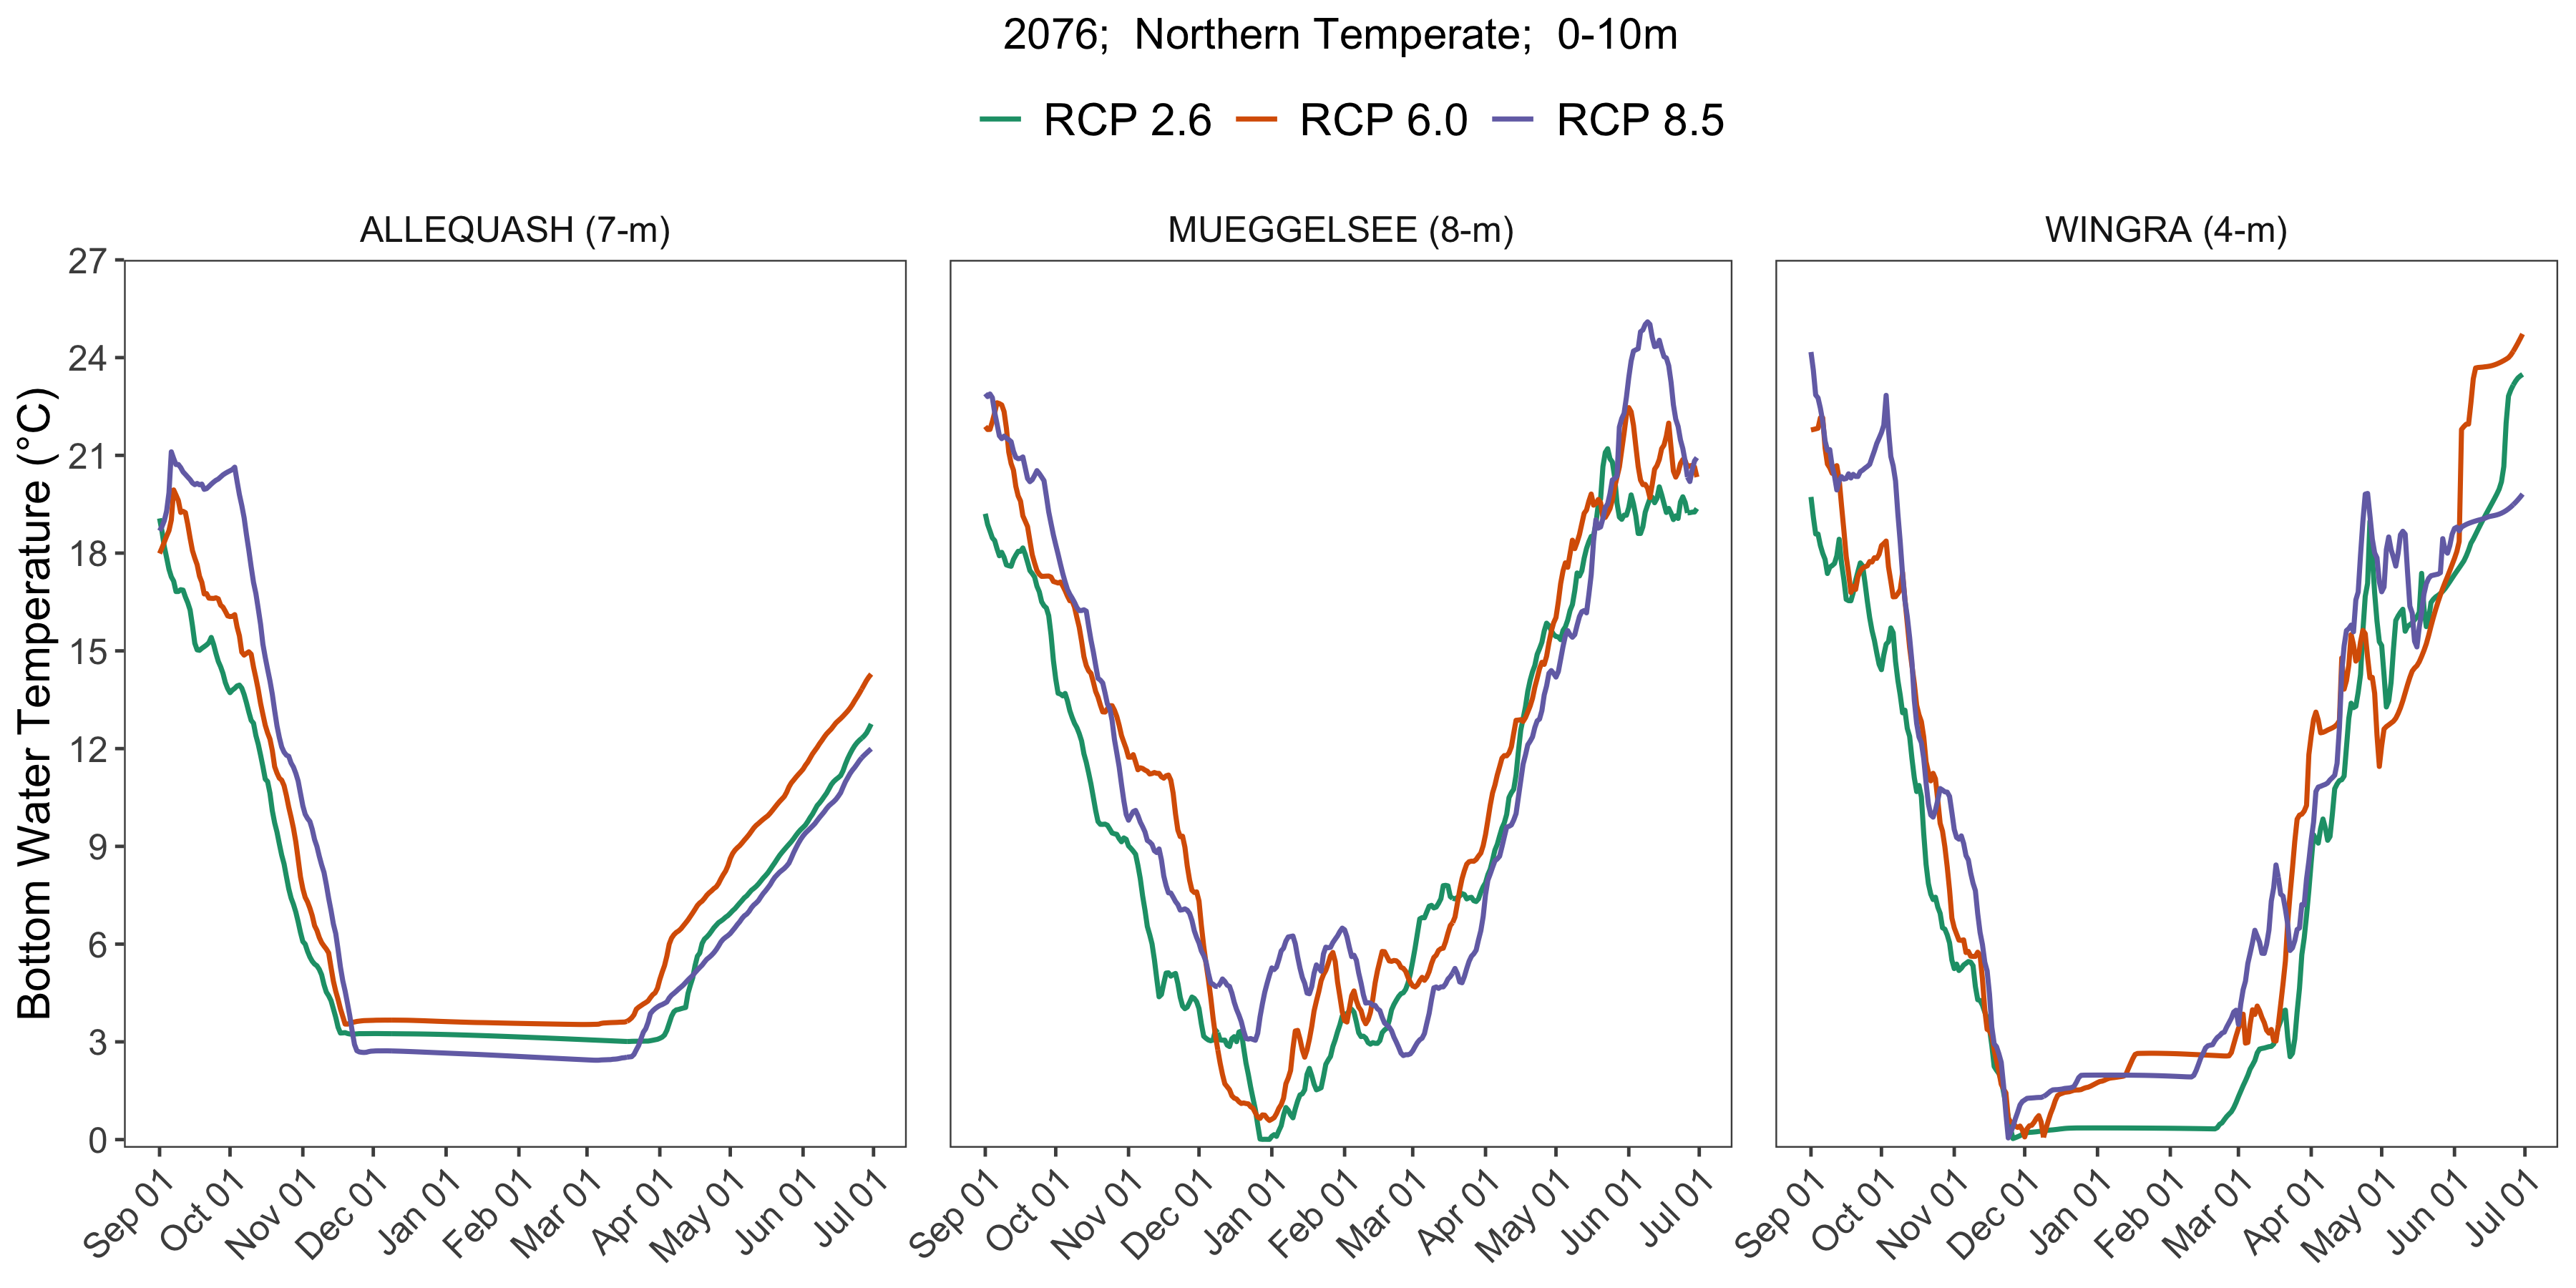 2076;  Northern Temperate;  0-10m
RCP 2.6 RCP 6.0 RCP 8.5
ALLEQUASH (7-m) MUEGGELSEE (8-m) WINGRA (4-m)
Bottom Water Temperature (°C)
27
24
21
18
15
12
9
6
3
0
Sep 01 Oct 01 Nov 01 Dec 01 Jan 01 Feb 01 Mar 01 Apr 01 May 01 Jun 01 Jul 01 Sep 01 Oct 01 Nov 01 Dec 01 Jan 01 Feb 01 Mar 01 Apr 01 May 01 Jun 01 Jul 01 Sep 01 Oct 01 Nov 01 Dec 01 Jan 01 Feb 01 Mar 01 Apr 01 May 01 Jun 01 Jul 01